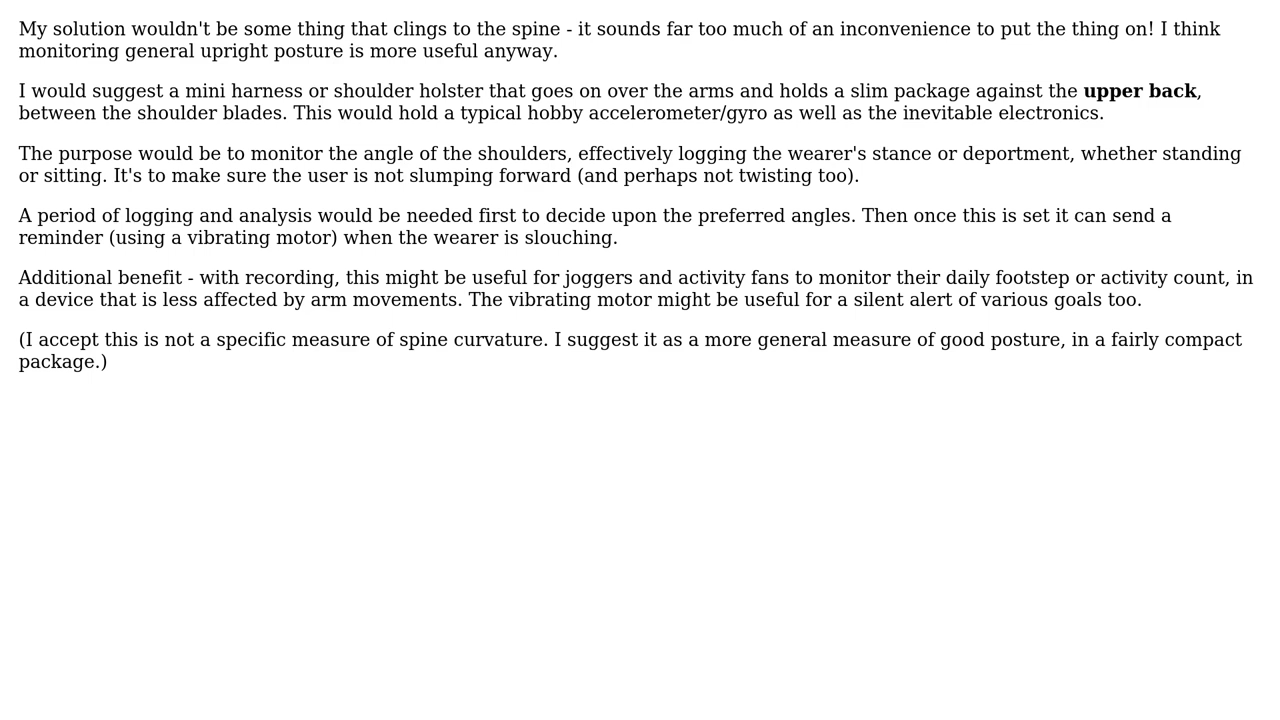 My solution wouldn't be some thing that clings to the spine - it sounds far too much of an inconvenience to put the thing on! I think
monitoring general upright posture is more useful anyway.
I would suggest a mini harness or shoulder holster that goes on over the arms and holds a slim package against the upper back,
between the shoulder blades. This would hold a typical hobby accelerometer/gyro as well as the inevitable electronics.
The purpose would be to monitor the angle of the shoulders, effectively logging the wearer's stance or deportment, whether standing
or sitting. It's to make sure the user is not slumping forward (and perhaps not twisting too).
A period of logging and analysis would be needed first to decide upon the preferred angles. Then once this is set it can send a
reminder (using a vibrating motor) when the wearer is slouching.
Additional benefit - with recording, this might be useful for joggers and activity fans to monitor their daily footstep or activity count, in
a device that is less affected by arm movements. The vibrating motor might be useful for a silent alert of various goals too.
(I accept this is not a specific measure of spine curvature. I suggest it as a more general measure of good posture, in a fairly compact
package.)